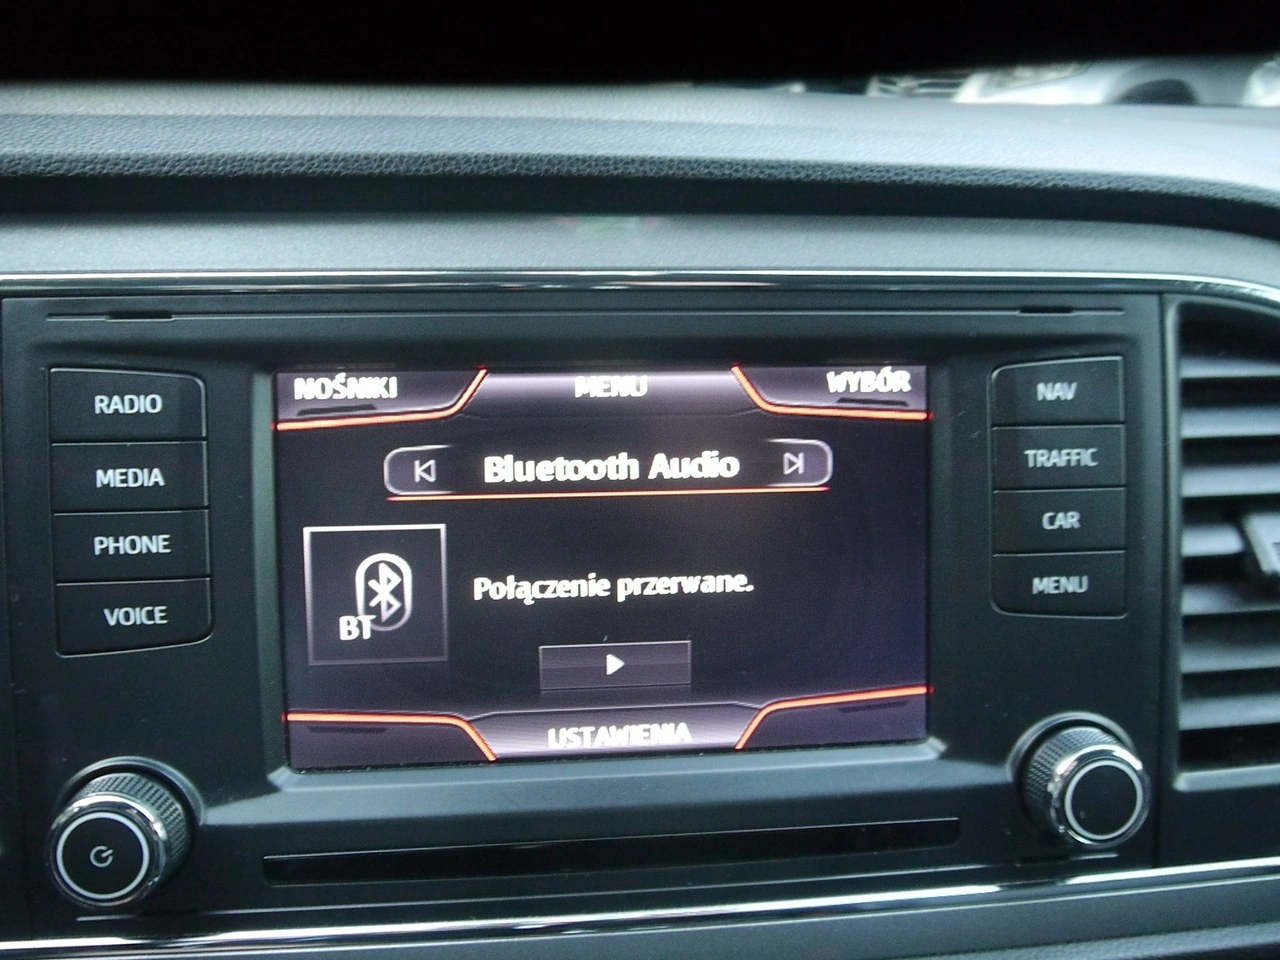 NOŚNIKI MENU WYBÓR
RADIO
MEDIA
PHONE
VOICE
Bluetooth Audio
BT
Połączenie przerwane.
USTAWIENIA
NAV
TRAFFIC
CAR
MENU